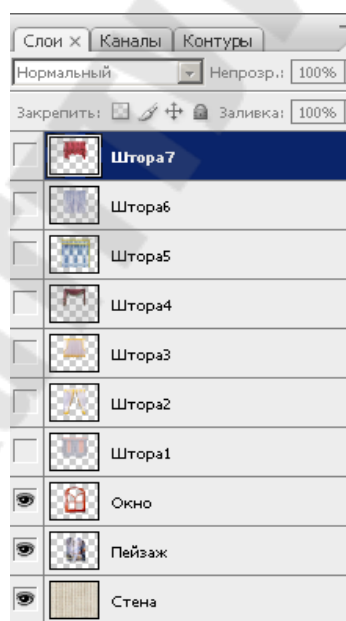 Слои × Каналы Контуры
Нормальный Непрозр.: 100%
Закрепить: Заливка: 100%
Штора7
Штора6
Штора5
Штора4
Штора3
Штора2
Штора1
Окно
Пейзаж
Стена